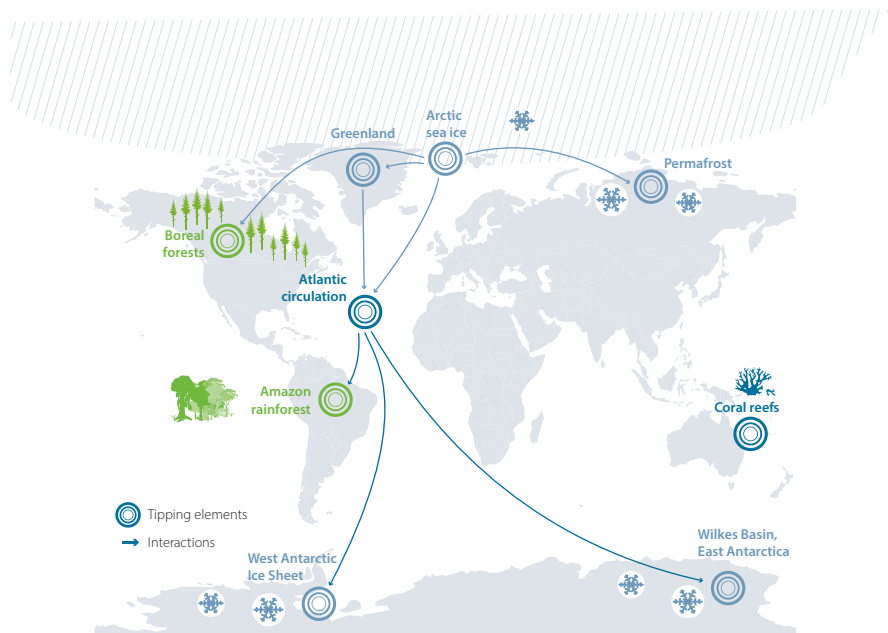 Arctic
sea ice
Greenland
Permafrost
Boreal
forests
Atlantic
circulation
Amazon
rainforest
Coral reefs
Tipping elements
Interactions
West Antarctic
Ice Sheet
Wilkes Basin,
East Antarctica